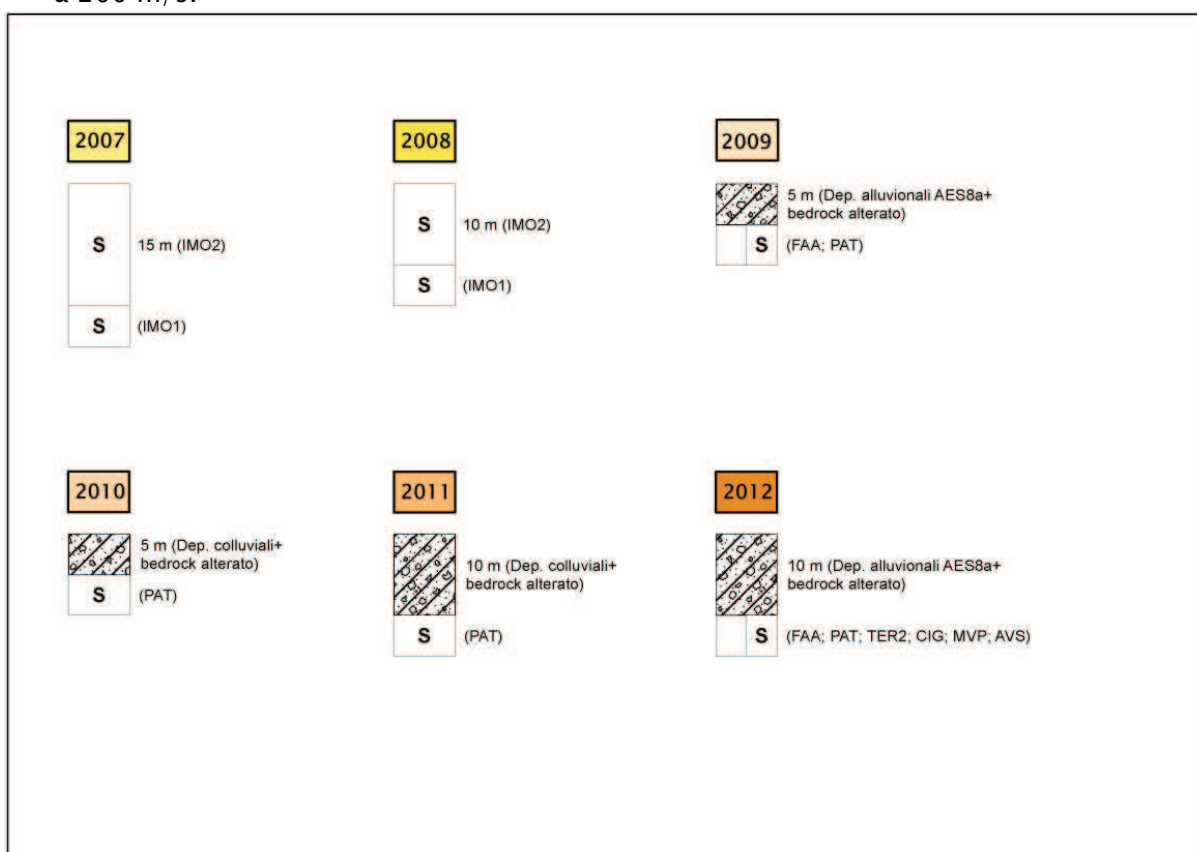 a 200 m/s.
2007
S
15 m (IMO2)
S
(IMO1)
2008
S
10 m (IMO2)
S
(IMO1)
2009
5 m (Dep. alluvionali AES8a+
bedrock alterato)
S
(FAA; PAT)
2010
5 m (Dep. colluviali+
bedrock alterato)
S
(PAT)
2011
10 m (Dep. colluviali+
bedrock alterato)
S
(PAT)
2012
10 m (Dep. alluvionali AES8a+
bedrock alterato)
S
(FAA; PAT; TER2; CIG; MVP; AVS)